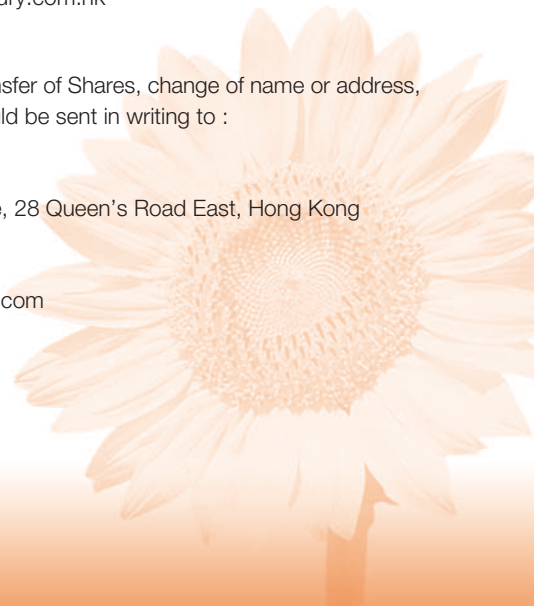 ury.com.hk
nsfer of Shares, change of name or address,
ld be sent in writing to :
, 28 Queen's Road East, Hong Kong
.com